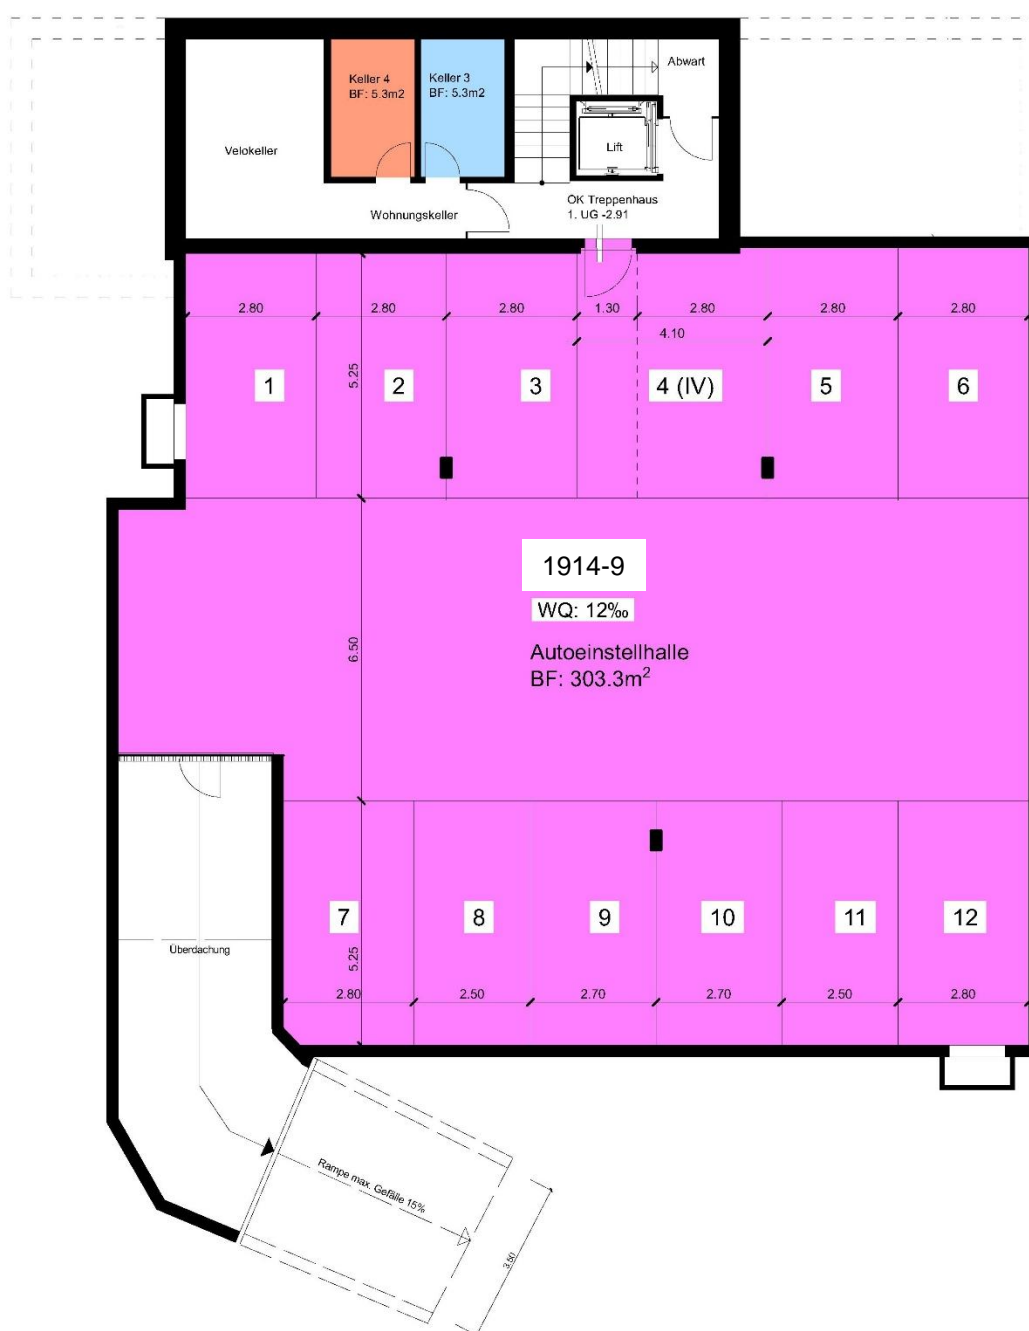 Keller 4
BF: 5.3m2
Keller 3
BF: 5.3m2
Abwart
Velokeller
Lift
Wohnungskeller
OK Treppenhaus
1. UG -2.91
2.80
2.80
2.80
1.30
2.80
2.80
2.80
4.10
5.25
1
2
3
4 (IV)
5
6
1914-9
WQ: 12‰
Autoeinstellhalle
BF: 303.3m²
6.50
7
8
9
10
11
12
Überdachung
5.25
2.80
2.50
2.70
2.70
2.50
2.80
Rampe max. Gefälle 15%
3.50